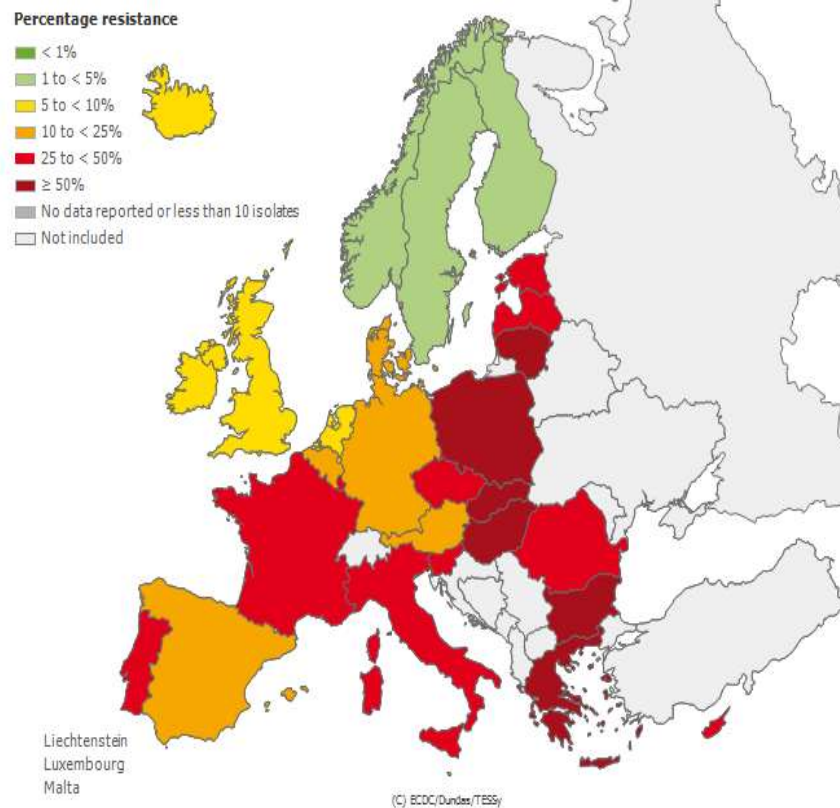 Percentage resistance
< 1%
1 to < 5%
5 to < 10%
10 to < 25%
25 to < 50%
≥ 50%
No data reported or less than 10 isolates
Not included
Liechtenstein
Luxembourg
Malta
(C) ECDC/Dundas/TESSy